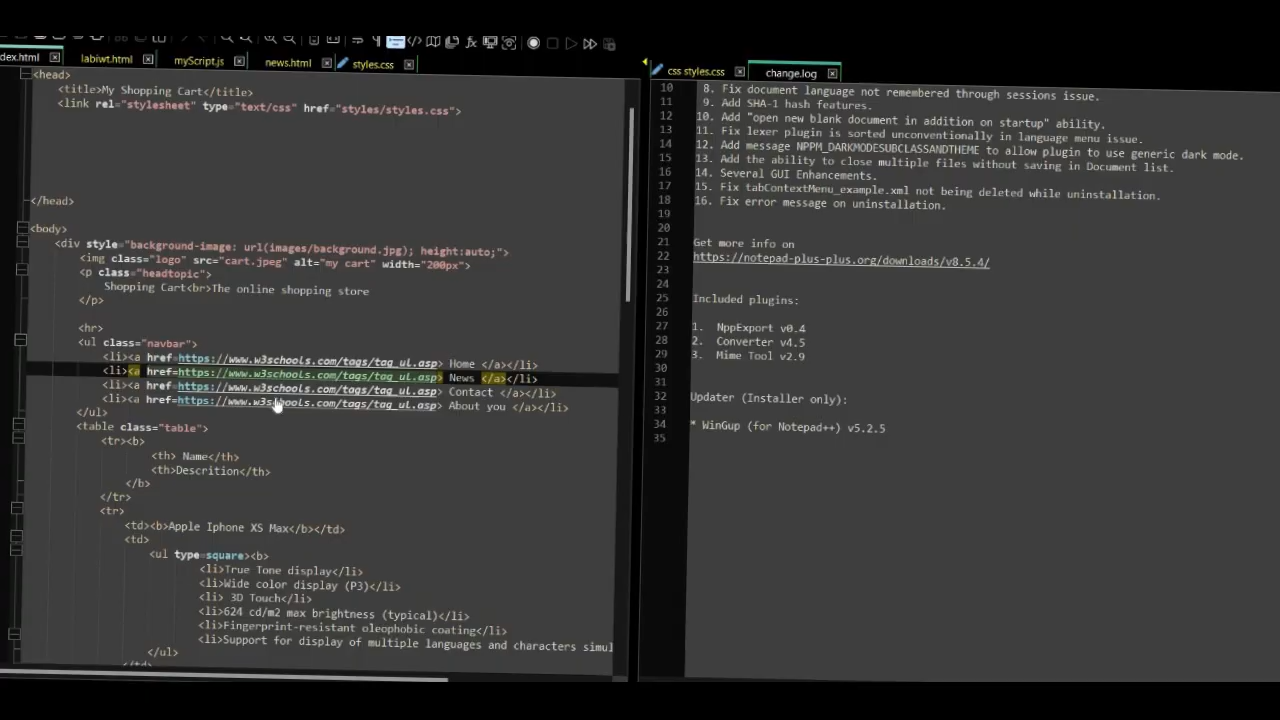 dex.html labiwt.html myScript.js news.html styles.css
<head>
<title>My Shopping Cart</title>
<link rel="stylesheet" type="text/css" href="styles/styles.css">
</head>
<body>
<div style="background-image: url(images/background.jpg); height:auto;">
<img class="logo" src="cart.jpeg" alt="my cart" width="200px">
<p class="headtopic">
Shopping Cart<br>The online shopping store
</p>
<hr>
<ul class="navbar">
<li><a href=https://www.w3schools.com/tags/tag_ul.asp> Home </a></li>
<li><a href=https://www.w3schools.com/tags/tag_ul.asp> News </a></li>
<li><a href=https://www.w3schools.com/tags/tag_ul.asp> Contact </a></li>
<li><a href=https://www.w3schools.com/tags/tag_ul.asp> About you </a></li>
</ul>
<table class="table">
<tr><b>
<th> Name</th>
<th>Descrition</th>
</b>
</tr>
<tr>
<td><b>Apple Iphone XS Max</b></td>
<td>
<ul type=square><b>
<li>True Tone display</li>
<li>Wide color display (P3)</li>
<li> 3D Touch</li>
<li>624 cd/m2 max brightness (typical)</li>
<li>Fingerprint-resistant oleophobic coating</li>
<li>Support for display of multiple languages and characters simul
</ul>
</td>
css styles.css change.log
10 8. Fix document language not remembered through sessions issue.
11 9. Add SHA-1 hash features.
12 10. Add "open new blank document in addition on startup" ability.
13 11. Fix lexer plugin is sorted unconventionally in language menu issue.
14 12. Add message NPPM_DARKMODESUBCLASSANDTHEME to allow plugin to use generic dark mode.
15 13. Add the ability to close multiple files without saving in Document list.
16 14. Several GUI Enhancements.
17 15. Fix tabContextMenu_example.xml not being deleted while uninstallation.
18 16. Fix error message on uninstallation.
19
20
21 Get more info on
22 https://notepad-plus-plus.org/downloads/v8.5.4/
23
24
25 Included plugins:
26
27 1. NppExport v0.4
28 2. Converter v4.5
29 3. Mime Tool v2.9
30
31
32 Updater (Installer only):
33
34 * WinGup (for Notepad++) v5.2.5
35